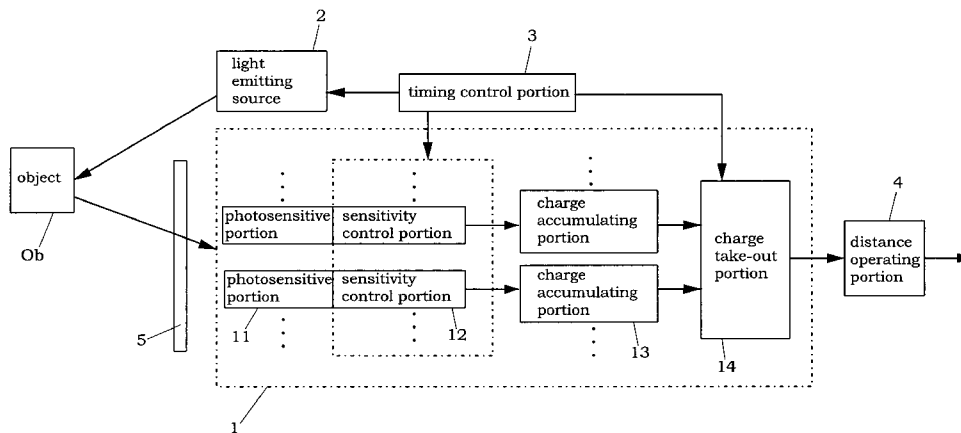 2
3
light
emitting
source
timing control portion
object
Ob
photosensitive
portion
sensitivity
control portion
charge
accumulating
portion
charge
take-out
portion
4
distance
operating
portion
photosensitive
portion
sensitivity
control portion
charge
accumulating
portion
5
11
12
13
14
1